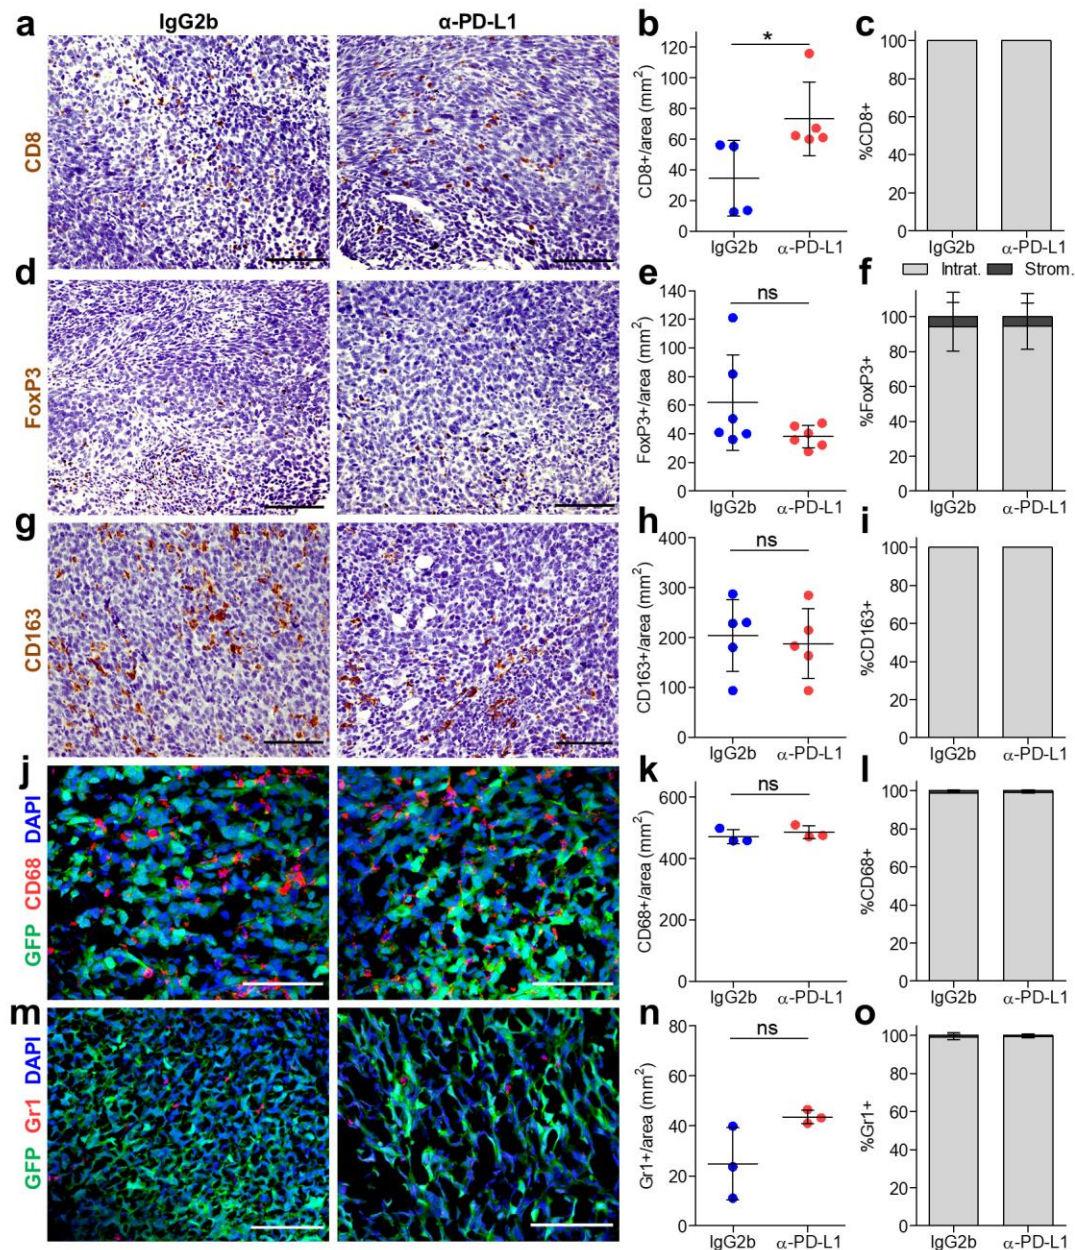 IgG2b
α-PD-L1
a
CD8
b
CD8+/area (mm²)
120
100
80
60
40
20
0
*
IgG2b
α-PD-L1
c
%CD8+
100
80
60
40
20
0
IgG2b
α-PD-L1
d
FoxP3
e
FoxP3+/area (mm²)
140
120
100
80
60
40
20
0
ns
IgG2b
α-PD-L1
f
Intrat.
Strom.
%FoxP3+
100
80
60
40
20
0
IgG2b
α-PD-L1
g
CD163
h
CD163+/area (mm²)
400
300
200
100
0
ns
IgG2b
α-PD-L1
i
%CD163+
100
80
60
40
20
0
IgG2b
α-PD-L1
j
GFP CD68 DAPI
k
CD68+/area (mm²)
600
400
200
0
ns
IgG2b
α-PD-L1
l
%CD68+
100
80
60
40
20
0
IgG2b
α-PD-L1
m
GFP Gr1 DAPI
n
Gr1+/area (mm²)
80
60
40
20
0
ns
IgG2b
α-PD-L1
o
%Gr1+
100
80
60
40
20
0
IgG2b
α-PD-L1